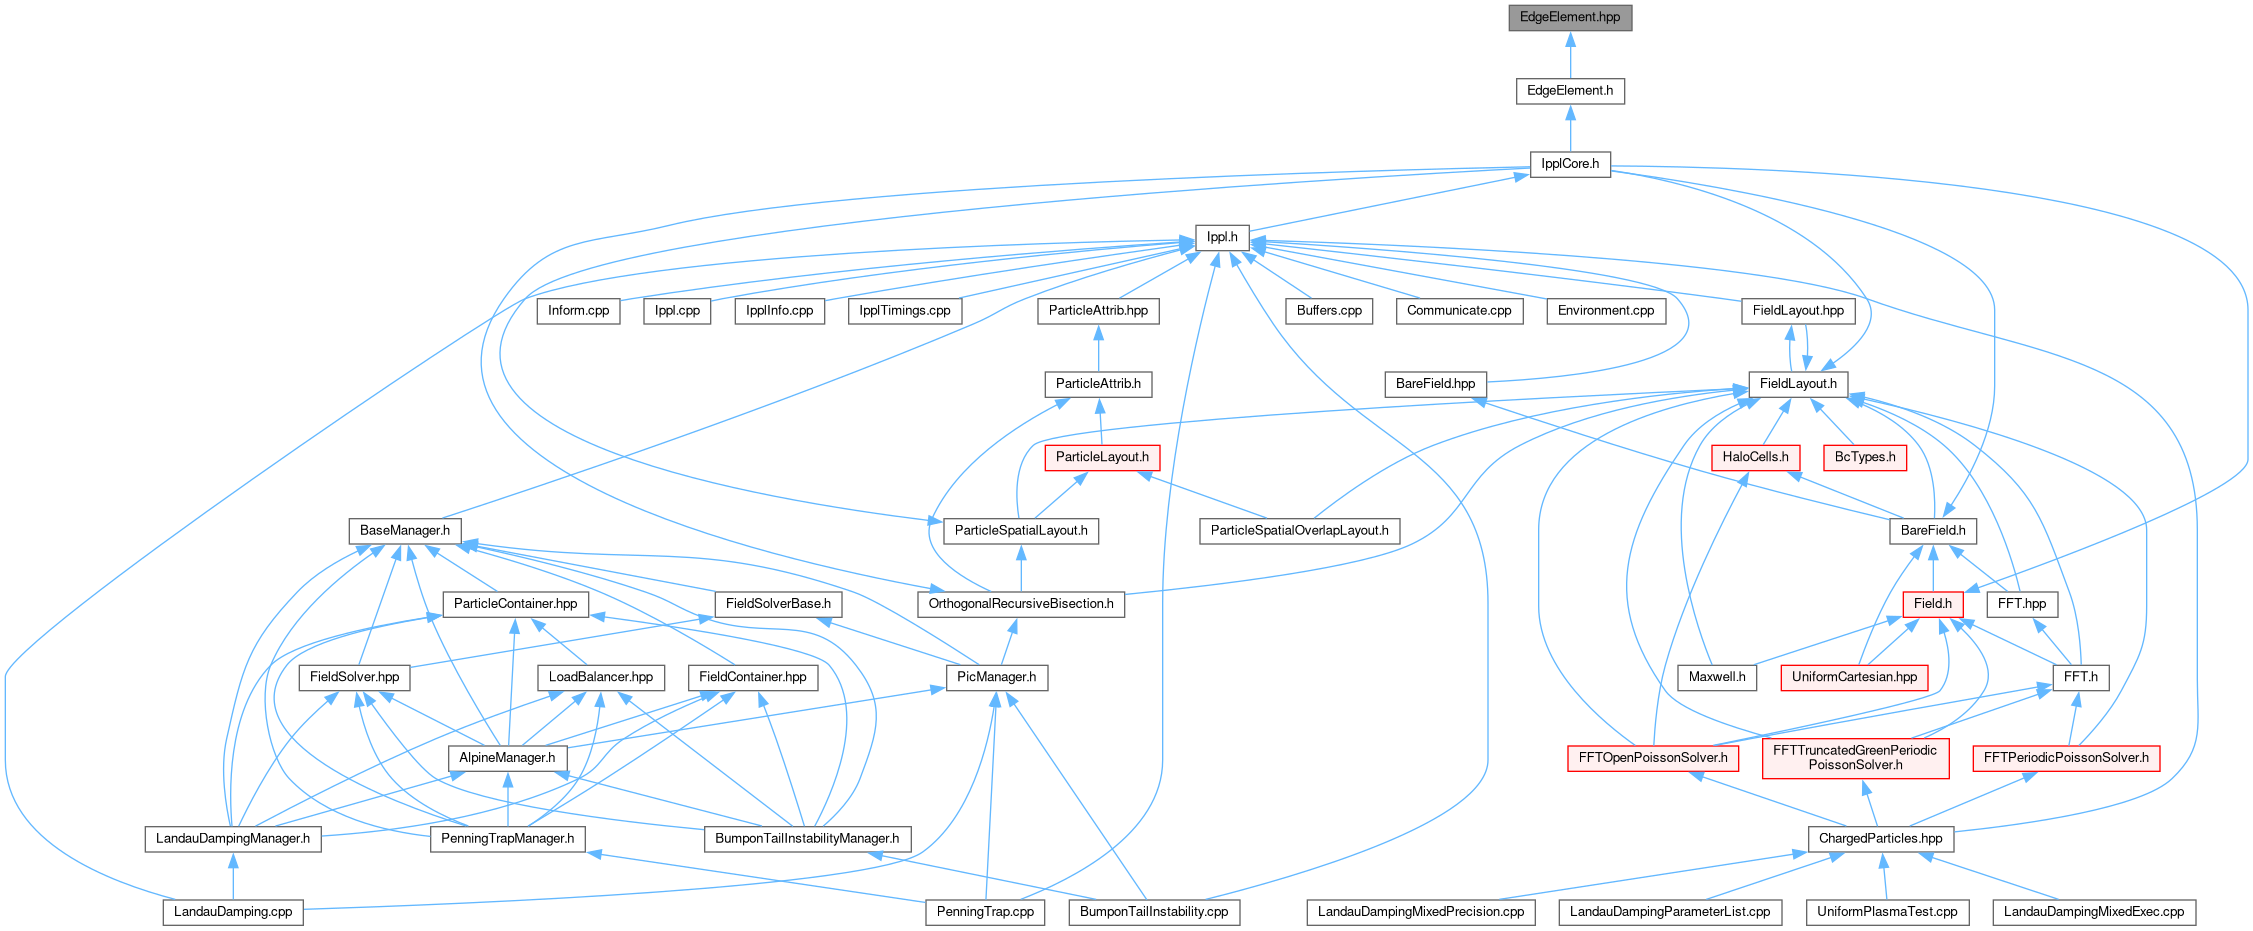 EdgeElement.hpp
EdgeElement.h
IpplCore.h
Ippl.h
Inform.cpp
Ippl.cpp
IpplInfo.cpp
IpplTimings.cpp
ParticleAttrib.hpp
Buffers.cpp
Communicate.cpp
Environment.cpp
FieldLayout.hpp
ParticleAttrib.h
BareField.hpp
FieldLayout.h
ParticleLayout.h
HaloCells.h
BcTypes.h
BaseManager.h
ParticleSpatialLayout.h
ParticleSpatialOverlapLayout.h
BareField.h
ParticleContainer.hpp
FieldSolverBase.h
OrthogonalRecursiveBisection.h
Field.h
FFT.hpp
FieldSolver.hpp
LoadBalancer.hpp
FieldContainer.hpp
PicManager.h
Maxwell.h
UniformCartesian.hpp
FFT.h
AlpineManager.h
FFTOpenPoissonSolver.h
FFTTruncatedGreenPeriodic
PoissonSolver.h
FFTPeriodicPoissonSolver.h
LandauDampingManager.h
PenningTrapManager.h
BumponTailInstabilityManager.h
ChargedParticles.hpp
LandauDamping.cpp
PenningTrap.cpp
BumponTailInstability.cpp
LandauDampingMixedPrecision.cpp
LandauDampingParameterList.cpp
UniformPlasmaTest.cpp
LandauDampingMixedExec.cpp